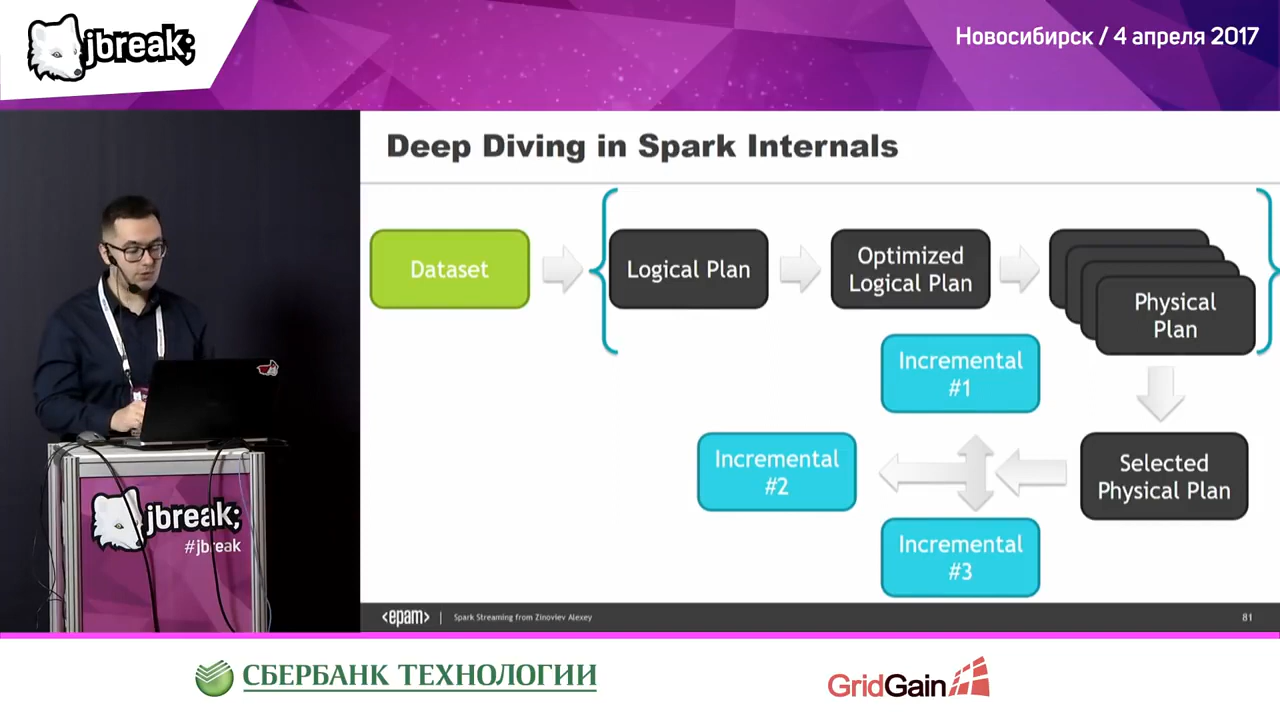 jbreak;
Новосибирск / 4 апреля 2017
Deep Diving in Spark Internals
Dataset
Logical Plan
Optimized
Logical Plan
Physical
Plan
Incremental
#1
Incremental
#2
Selected
Physical Plan
Incremental
#3
jbreak;
#jbreak
<epam>
Spark Streaming from Zinoviev Alexey
81
СБЕРБАНК ТЕХНОЛОГИИ
GridGain